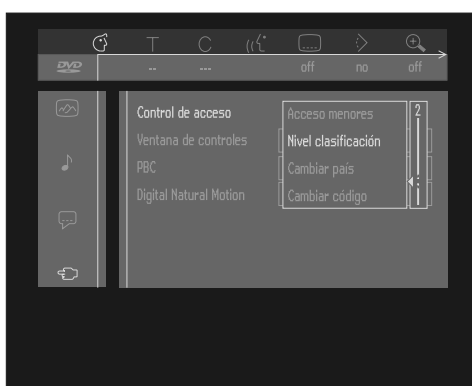 T C
DVD -- --- off no off
Control de acceso Acceso menores 2
Ventana de controles Nivel clasificación
PBC Cambiar país
Digital Natural Motion Cambiar código